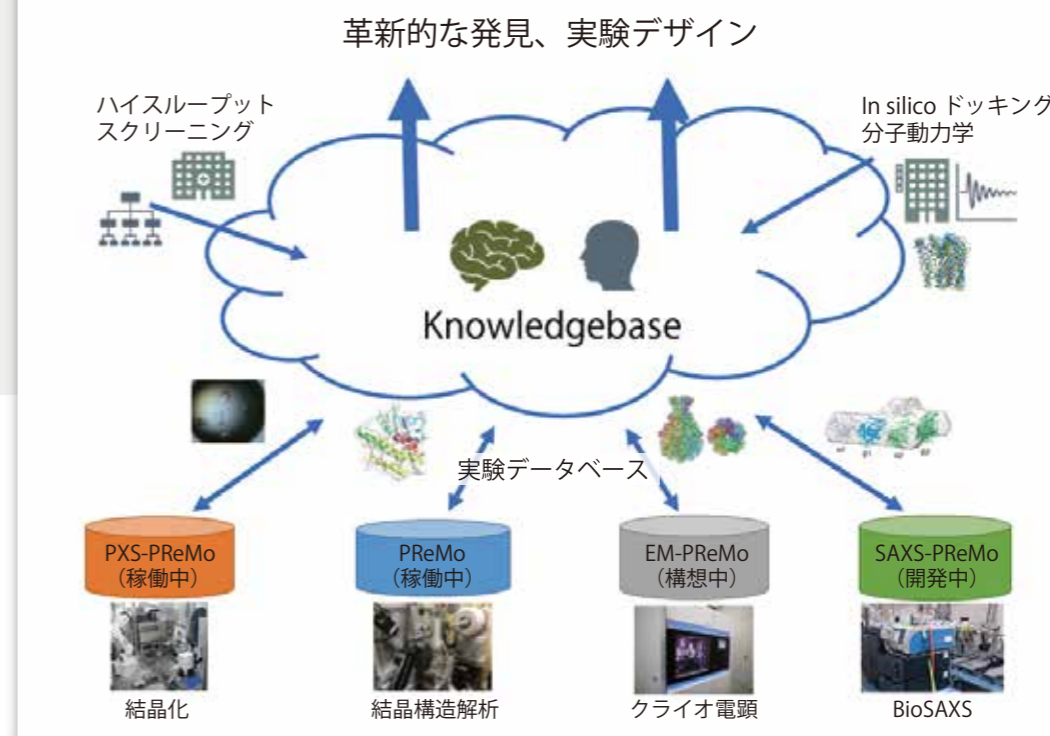 革新的な発見、実験デザイン
ハイスループット
スクリーニング
In silico ドッキング
分子動力学
Knowledgebase
実験データベース
PXS-PReMo
（稼働中）
PReMo
（稼働中）
EM-PReMo
（構想中）
SAXS-PReMo
（開発中）
結晶化
結晶構造解析
クライオ電顕
BioSAXS